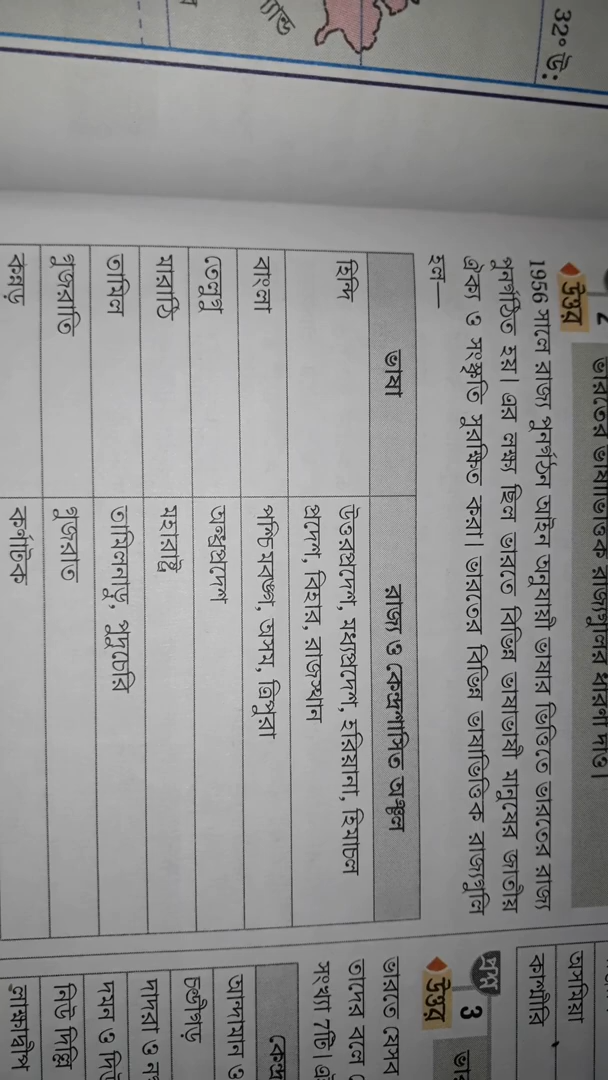 32° উ:
2 ভারতের ভাষাভিত্তিক রাজ্যগুলির ধারণা দাও।
উত্তর
1956 সালে রাজ্য পুনর্গঠন আইন অনুযায়ী ভাষার ভিত্তিতে ভারতের রাজ্য
পুনর্গঠিত হয়। এর লক্ষ্য ছিল ভারতে বিভিন্ন ভাষাভাষী মানুষের জাতীয়
ঐক্য ও সংস্কৃতি সুরক্ষিত করা। ভারতের বিভিন্ন ভাষাভিত্তিক রাজ্যগুলি
হল—
ভাষা রাজ্য ও কেন্দ্রশাসিত অঞ্চল
হিন্দি উত্তরপ্রদেশ, মধ্যপ্রদেশ, হরিয়ানা, হিমাচল
প্রদেশ, বিহার, রাজস্থান
বাংলা পশ্চিমবঙ্গ, অসম, ত্রিপুরা
তেলুগু অন্ধ্রপ্রদেশ
মারাঠি মহারাষ্ট্র
তামিল তামিলনাড়ু, পুদুচেরি
গুজরাতি গুজরাত
কন্নড় কর্ণাটক
অসমিয়া
কাশ্মীরি
প্রশ্ন 3
উত্তর
ভারতে যেসব
তাদের বলে
সংখ্যা 7টি।
আন্দামান ও
চণ্ডীগড়
দাদরা ও
দমন ও দিউ
নিউ দিল্লি
লাক্ষাদ্বীপ